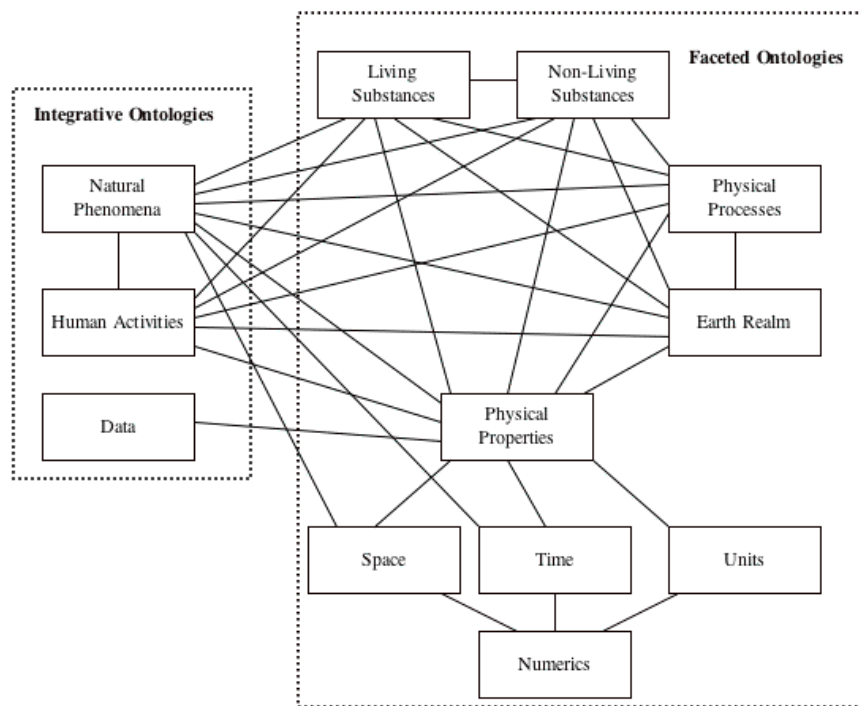 Faceted Ontologies
Living
Substances
Non-Living
Substances
Integrative Ontologies
Natural
Phenomena
Physical
Processes
Human Activities
Earth Realm
Data
Physical
Properties
Space
Time
Units
Numerics